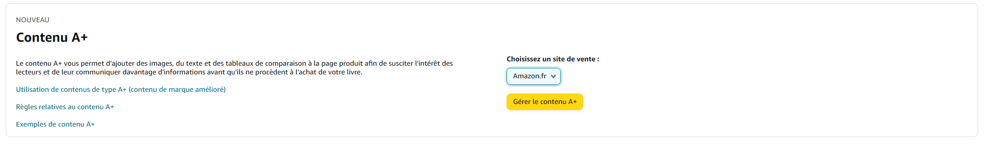 NOUVEAU
Contenu A+
Le contenu A+ vous permet d'ajouter des images, du texte et des tableaux de comparaison à la page produit afin de susciter l'intérêt des
lecteurs et de leur communiquer davantage d'informations avant qu'ils ne procèdent à l'achat de votre livre.
Utilisation de contenus de type A+ (contenu de marque amélioré)
Règles relatives au contenu A+
Exemples de contenu A+
Choisissez un site de vente :
Amazon.fr
Gérer le contenu A+